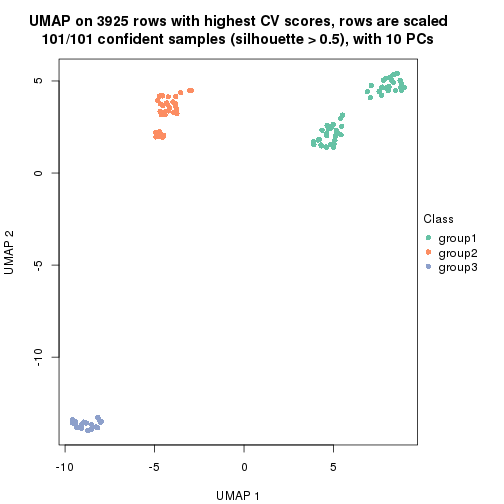 UMAP on 3925 rows with highest CV scores, rows are scaled
101/101 confident samples (silhouette > 0.5), with 10 PCs
5
0
-5
-10
UMAP 2
Class
group1
group2
group3
-10
-5
0
5
UMAP 1